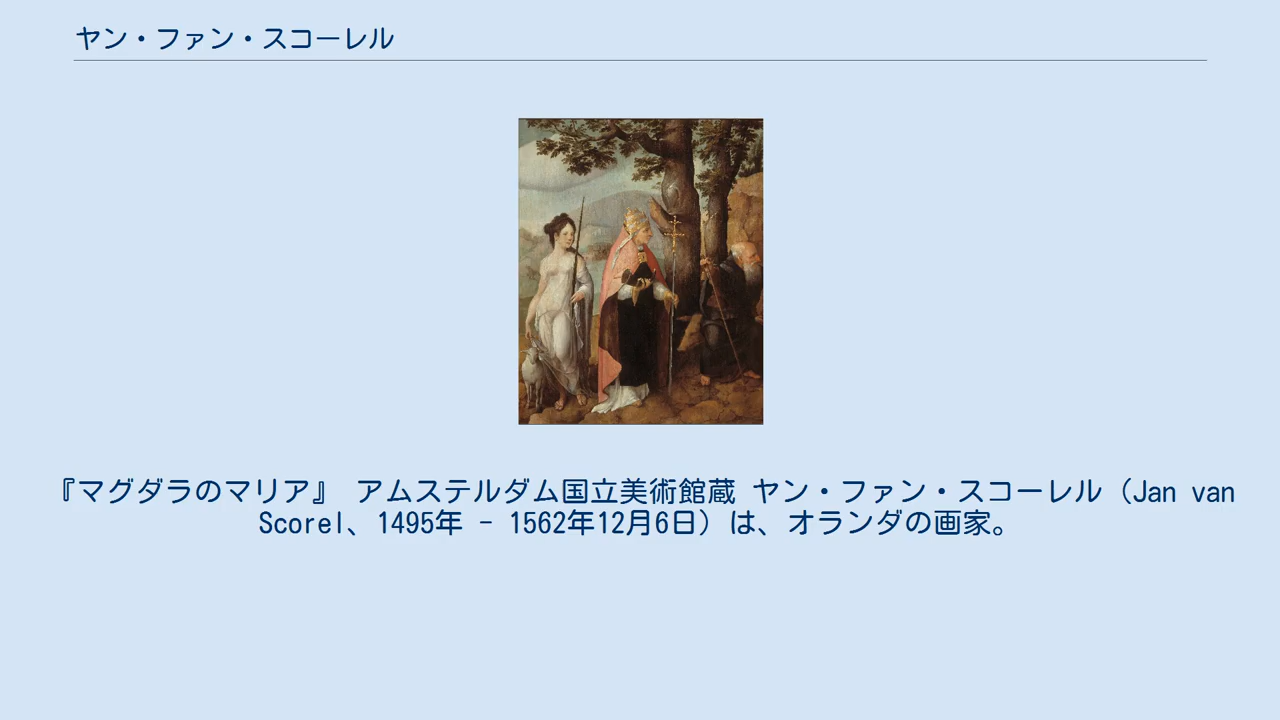 ヤン・ファン・スコーレル
『マグダラのマリア』 アムステルダム国立美術館蔵 ヤン・ファン・スコーレル（Jan van
Scorel、1495年 - 1562年12月6日）は、オランダの画家。